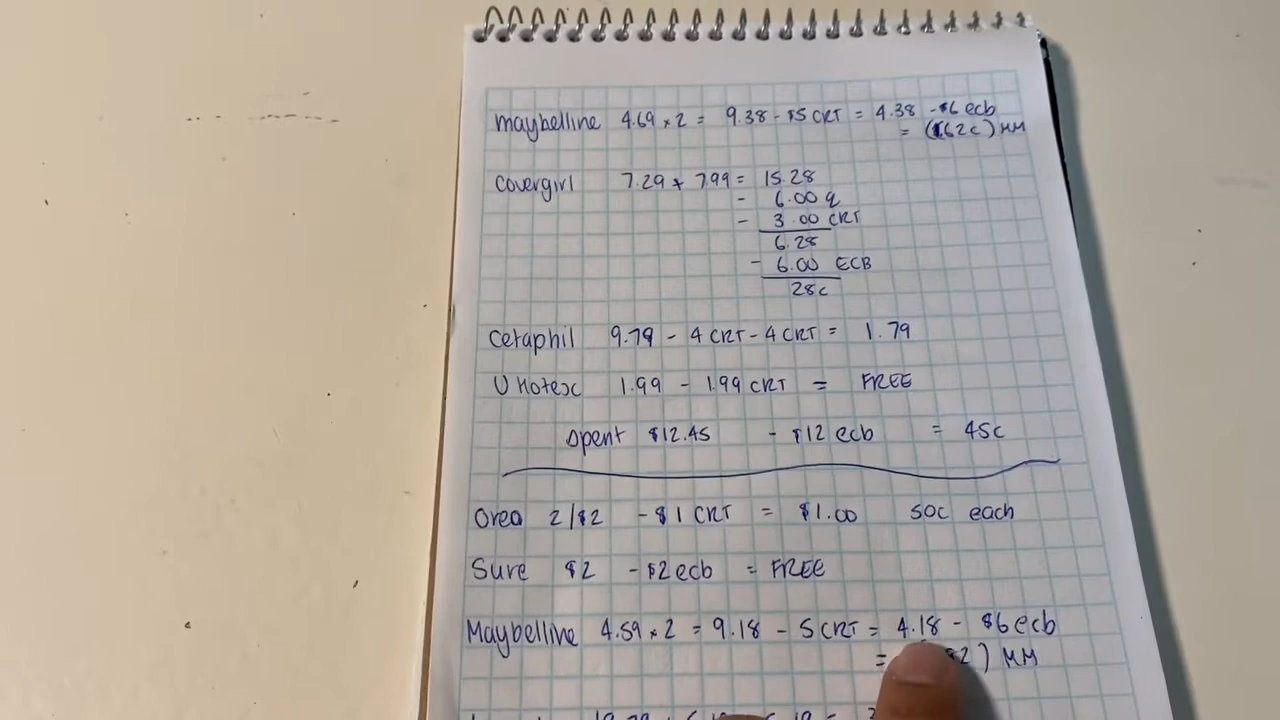 maybelline 4.69 x 2 = 9.38 - $5 CRT = 4.38 - $6 ecb
= (1.62c) MM
Covergirl 7.29 + 7.99 = 15.28
- 6.00 q
- 3.00 CRT
6.28
- 6.00 ECB
28c
Cetaphil 9.79 - 4 CRT - 4 CRT = 1.79
U Kotex 1.99 - 1.99 CRT = FREE
Spent $12.45 - $12 ecb = 45c
Oreo 2/$2 - $1 CRT = $1.00 50c each
Sure $2 - $2 ecb = FREE
Maybelline 4.59 x 2 = 9.18 - 5 CRT = 4.18 - $6 ecb
= 2) MM